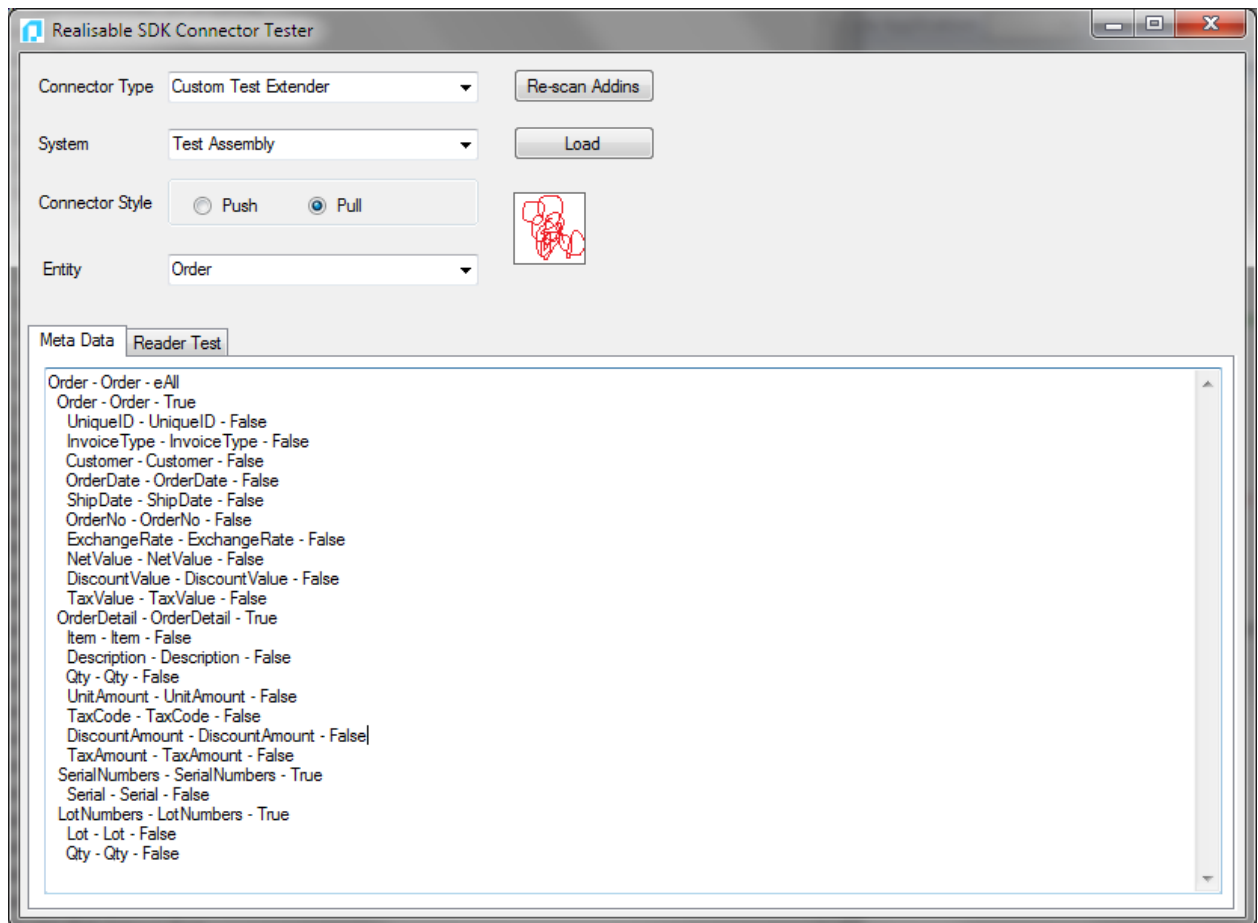 Realisable SDK Connector Tester
Connector Type Custom Test Extender Re-scan Addins
System Test Assembly Load
Connector Style Push Pull
Entity Order
Meta Data Reader Test
Order - Order - eAll
Order - Order - True
UniqueID - UniqueID - False
InvoiceType - InvoiceType - False
Customer - Customer - False
OrderDate - OrderDate - False
ShipDate - ShipDate - False
OrderNo - OrderNo - False
ExchangeRate - ExchangeRate - False
NetValue - NetValue - False
DiscountValue - DiscountValue - False
TaxValue - TaxValue - False
OrderDetail - OrderDetail - True
Item - Item - False
Description - Description - False
Qty - Qty - False
UnitAmount - UnitAmount - False
TaxCode - TaxCode - False
DiscountAmount - DiscountAmount - False
TaxAmount - TaxAmount - False
SerialNumbers - SerialNumbers - True
Serial - Serial - False
LotNumbers - LotNumbers - True
Lot - Lot - False
Qty - Qty - False